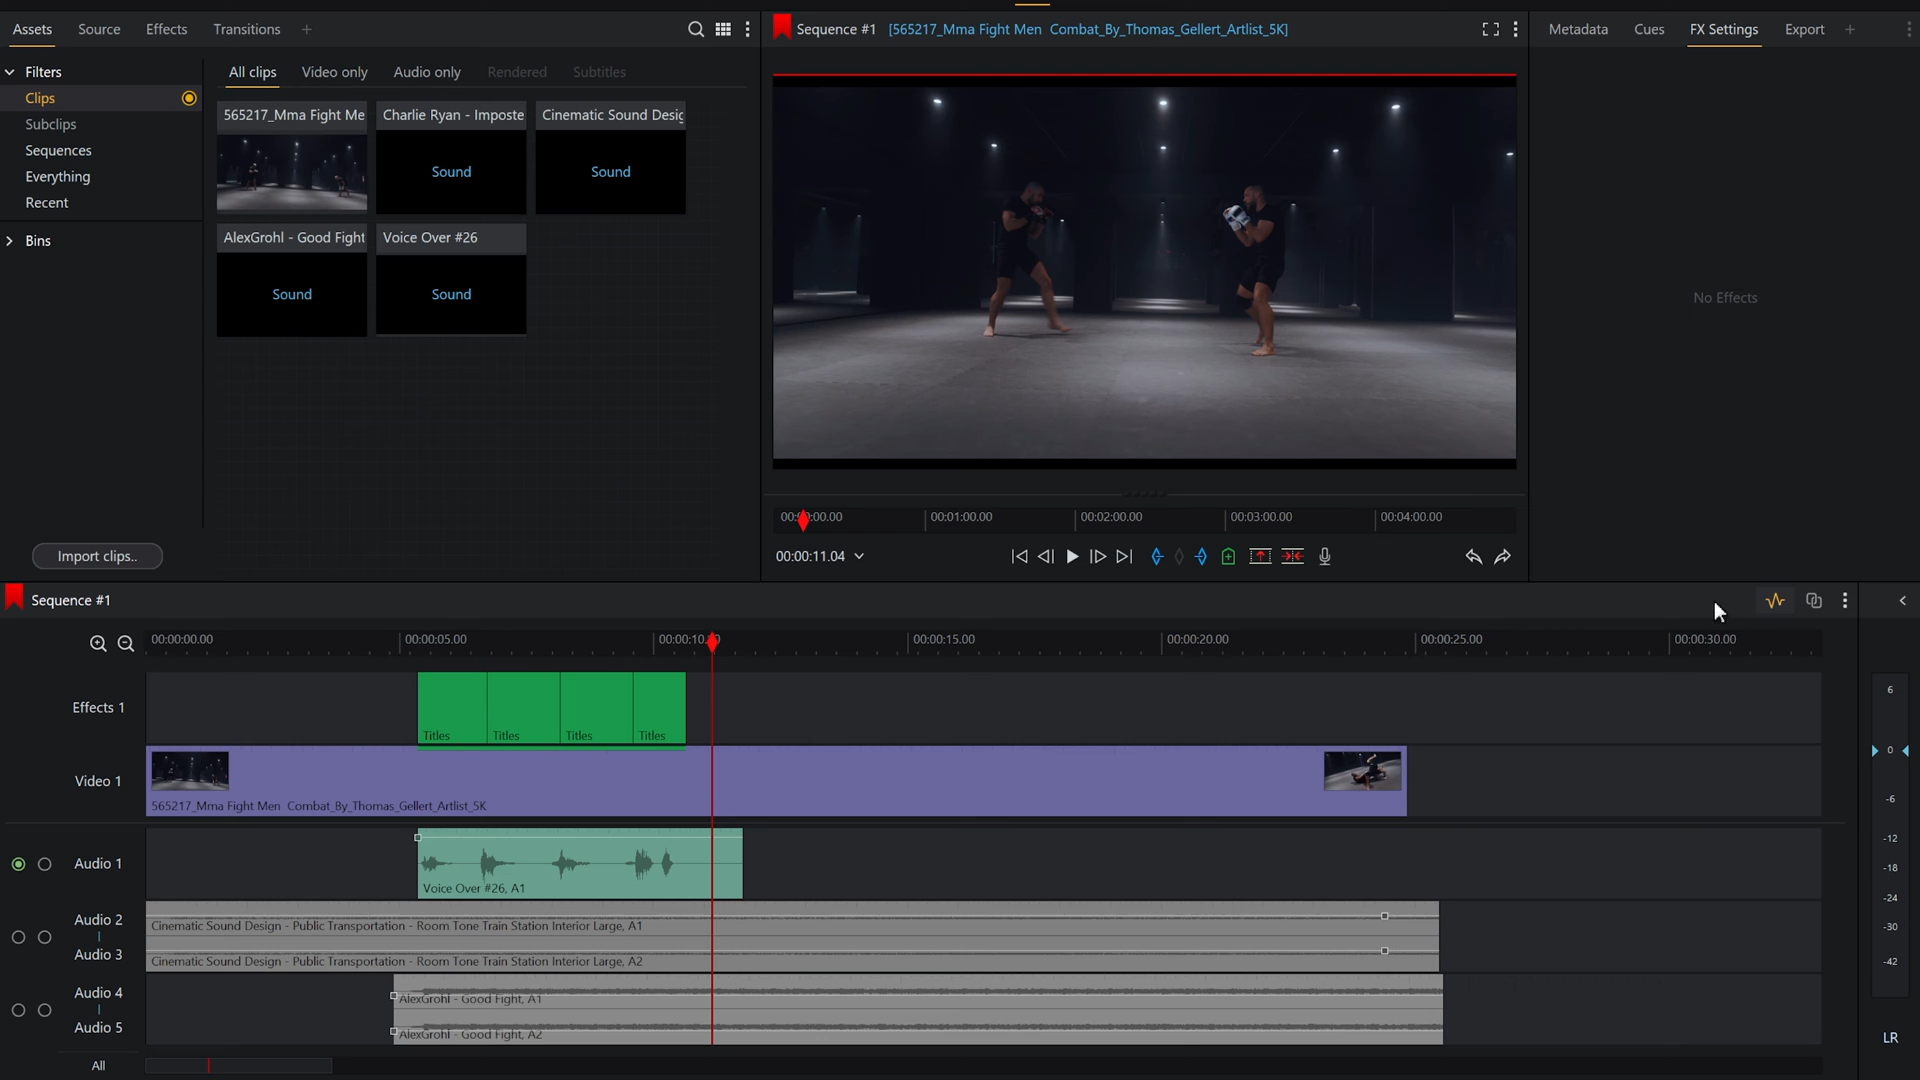 Assets Source Effects Transitions +
Sequence #1 [565217_Mma Fight Men Combat_By_Thomas_Gellert_Artlist_5K]
Metadata Cues FX Settings Export +
Filters
Clips
Subclips
Sequences
Everything
Recent
Bins
Import clips..
All clips Video only Audio only Rendered Subtitles
565217_Mma Fight Me Charlie Ryan - Imposte Cinematic Sound Desig
Sound Sound
AlexGrohl - Good Fight Voice Over #26
Sound Sound
No Effects
00:00:00.00 00:01:00.00 00:02:00.00 00:03:00.00 00:04:00.00
00:00:11.04
Sequence #1
00:00:00.00 00:00:05.00 00:00:10. 00:00:15.00 00:00:20.00 00:00:25.00 00:00:30.00
Effects 1
Titles Titles Titles Titles
Video 1
565217_Mma Fight Men Combat_By_Thomas_Gellert_Artlist_5K
Audio 1
Voice Over #26, A1
Audio 2
Cinematic Sound Design - Public Transportation - Room Tone Train Station Interior Large, A1
Audio 3
Cinematic Sound Design - Public Transportation - Room Tone Train Station Interior Large, A2
Audio 4
AlexGrohl - Good Fight, A1
Audio 5
AlexGrohl - Good Fight, A2
All
6
0
-6
-12
-18
-24
-30
-42
LR